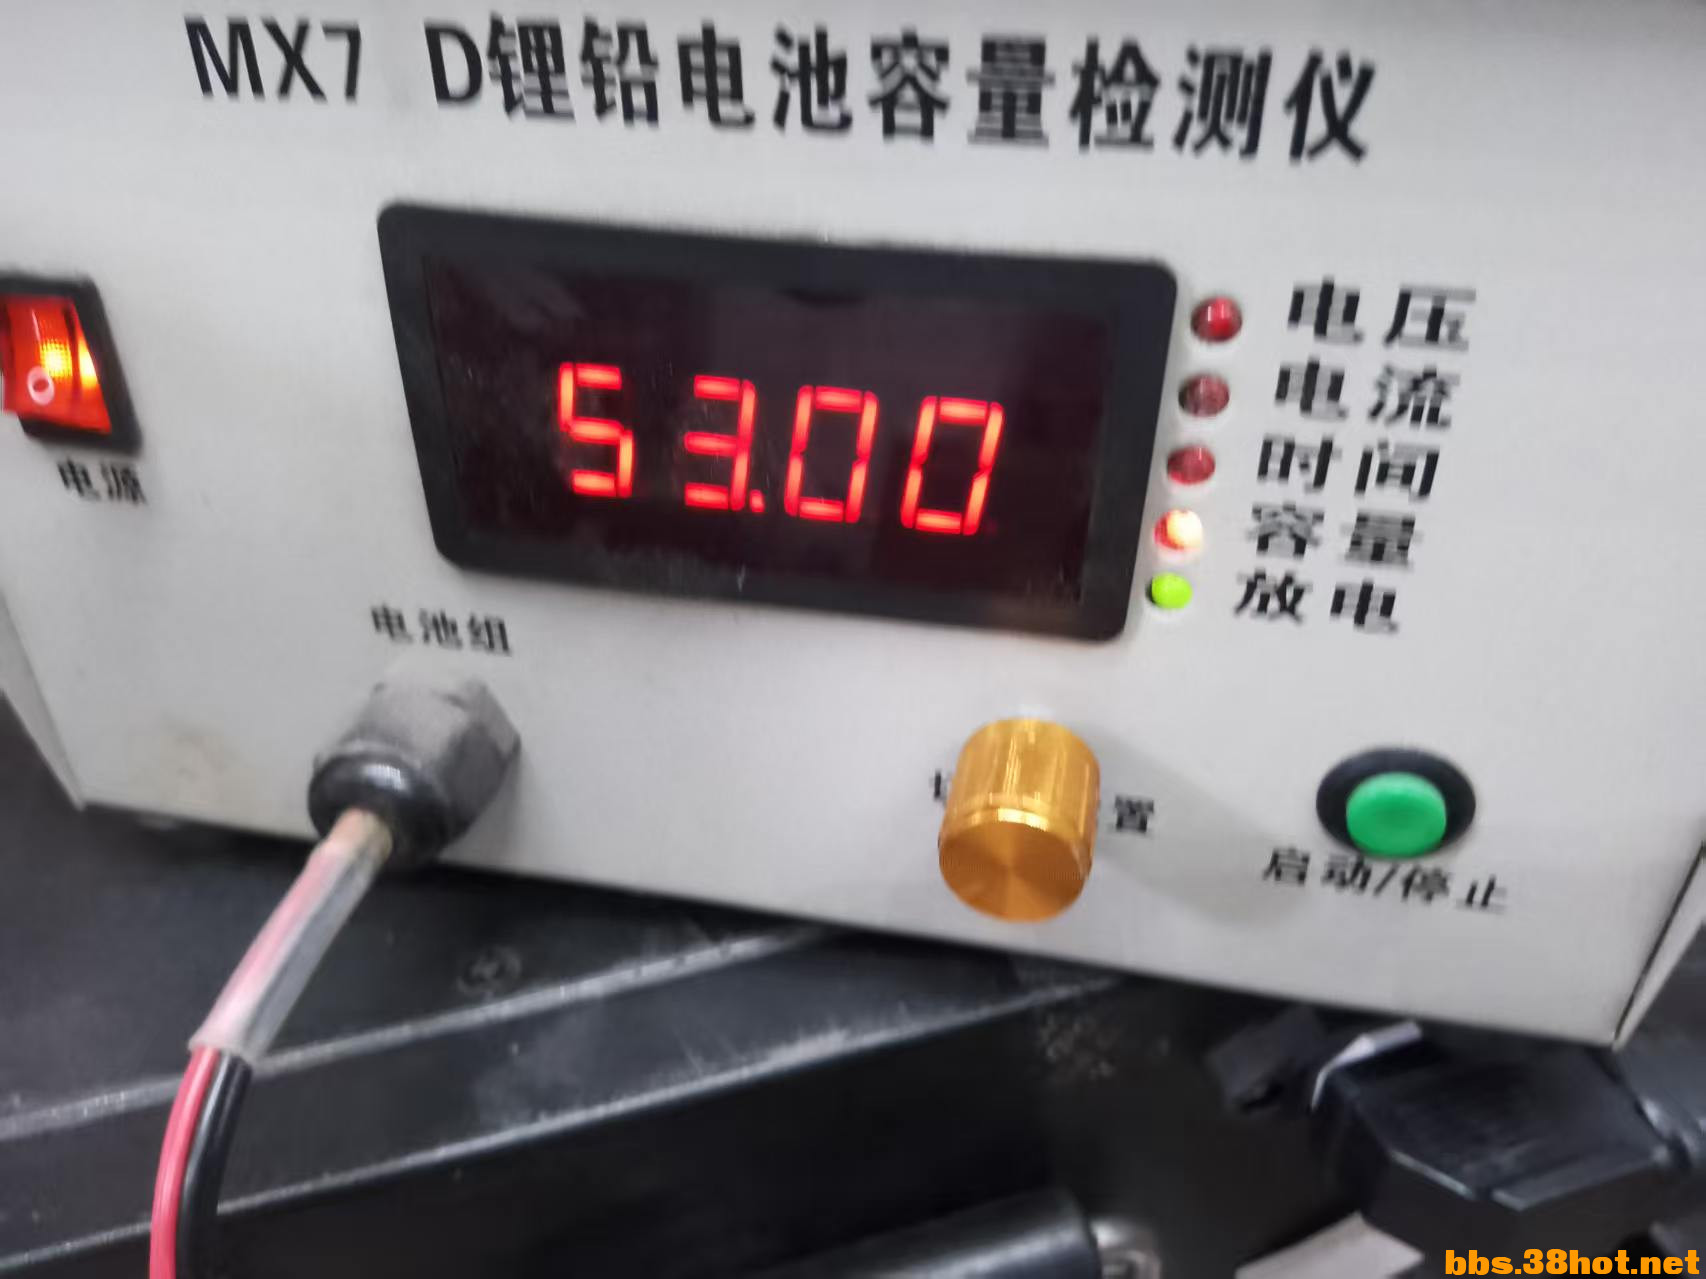 MX7 D锂铅电池容量检测仪
53.00
电压
电流
时间
容量
放电
电源
电池组
置
启动/停止
bbs.38hot.net